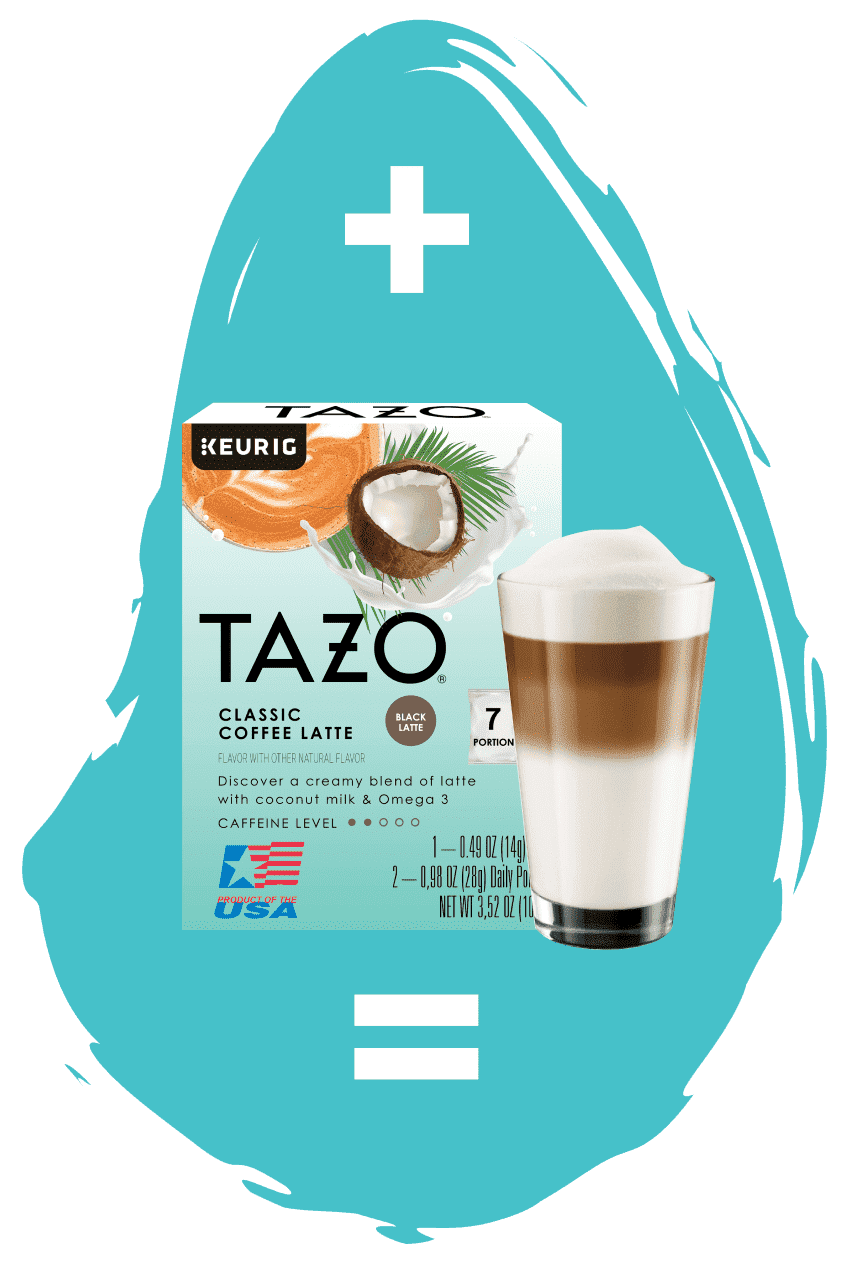 +
TAZO
KEURIG
TAZO®
CLASSIC
COFFEE LATTE
BLACK
LATTE
7
PORTION
FLAVOR WITH OTHER NATURAL FLAVOR
Discover a creamy blend of latte
with coconut milk & Omega 3
CAFFEINE LEVEL
1 — 0.49 OZ (14g)
2 — 0,98 OZ (28g) Daily
NET WT 3,52 OZ
PRODUCT OF THE
USA
=